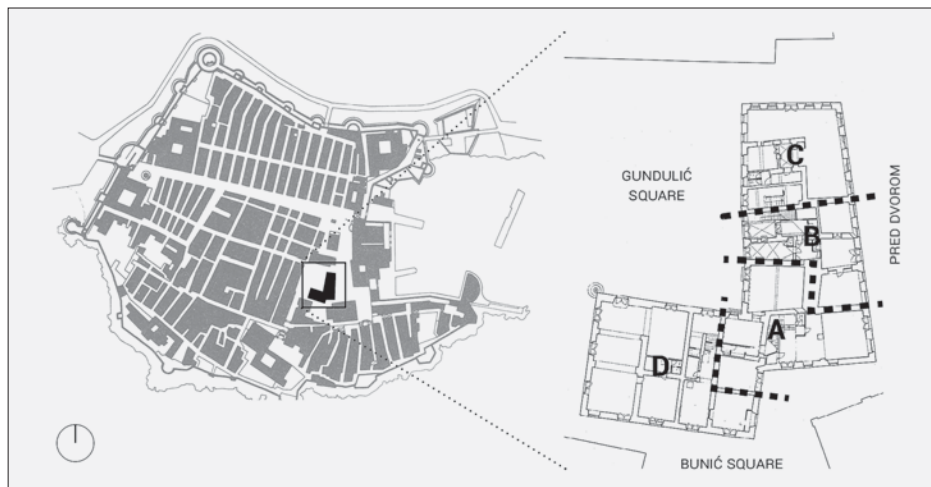 GUNDULIĆ
SQUARE
C
PRED DVOROM
B
A
D
BUNIĆ SQUARE